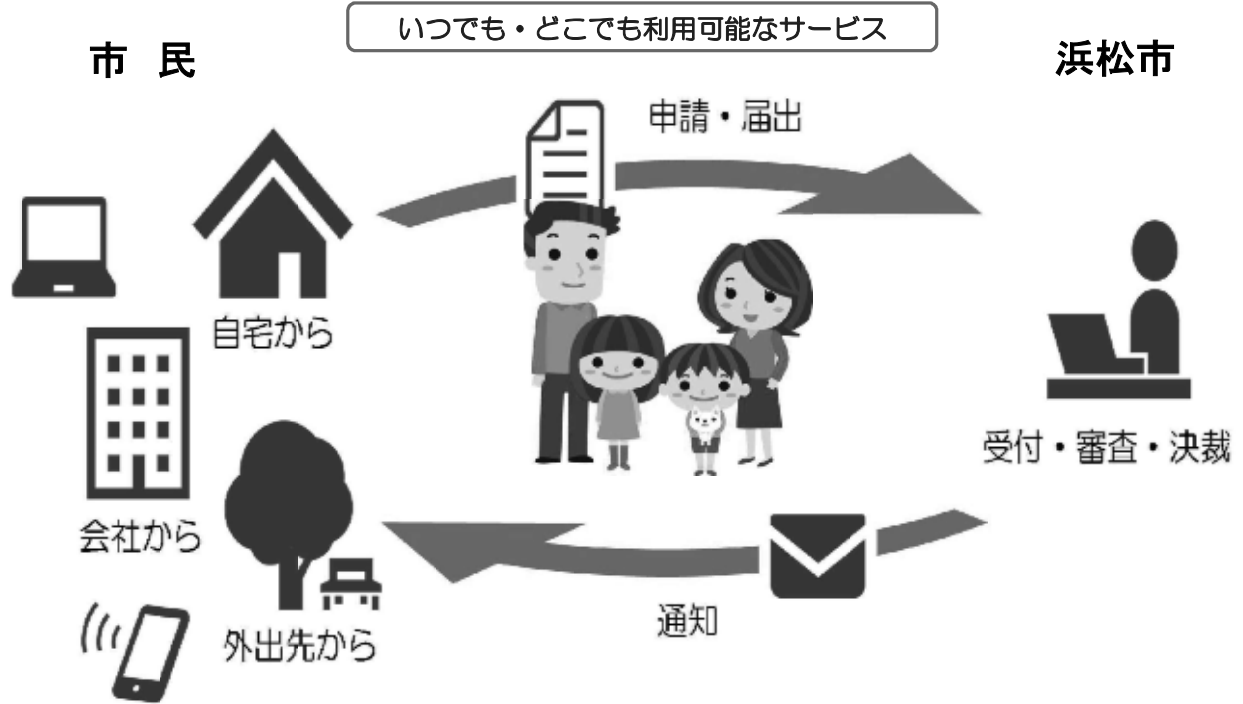 いつでも・どこでも利用可能なサービス
市 民
浜松市
申請・届出
自宅から
受付・審査・決裁
会社から
通知
外出先から